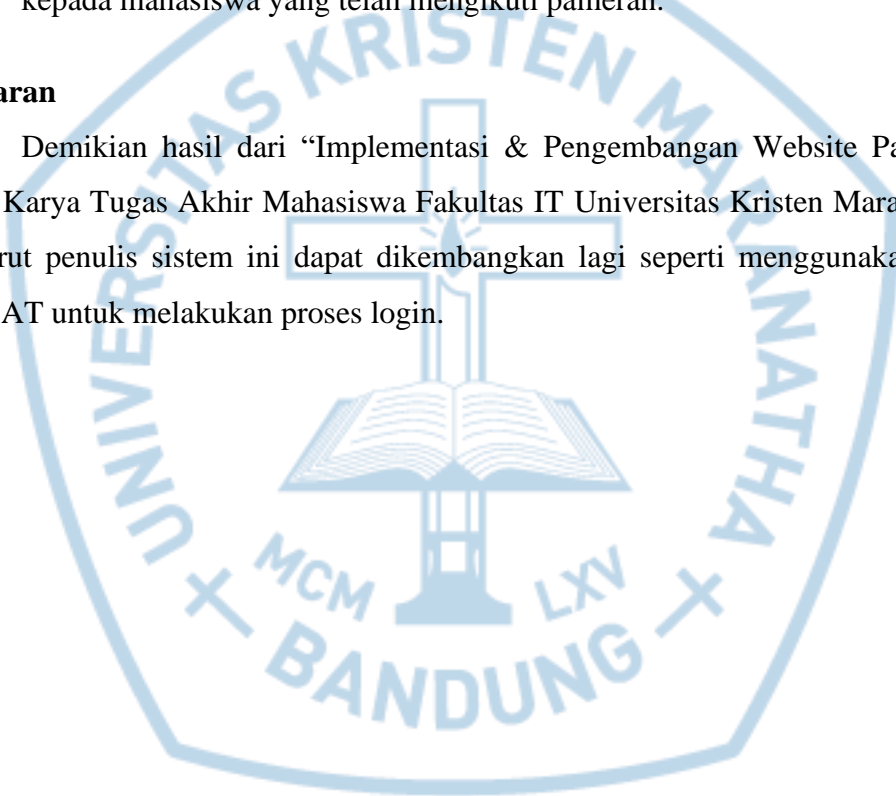 kepada mahasiswa yang telah mengikuti pameran.
aran
Demikian hasil dari “Implementasi & Pengembangan Website Pa
Karya Tugas Akhir Mahasiswa Fakultas IT Universitas Kristen Mara
rut penulis sistem ini dapat dikembangkan lagi seperti menggunaka
AT untuk melakukan proses login.
UNIVERSITAS KRISTEN MARANATHA
MCM LXV
BANDUNG